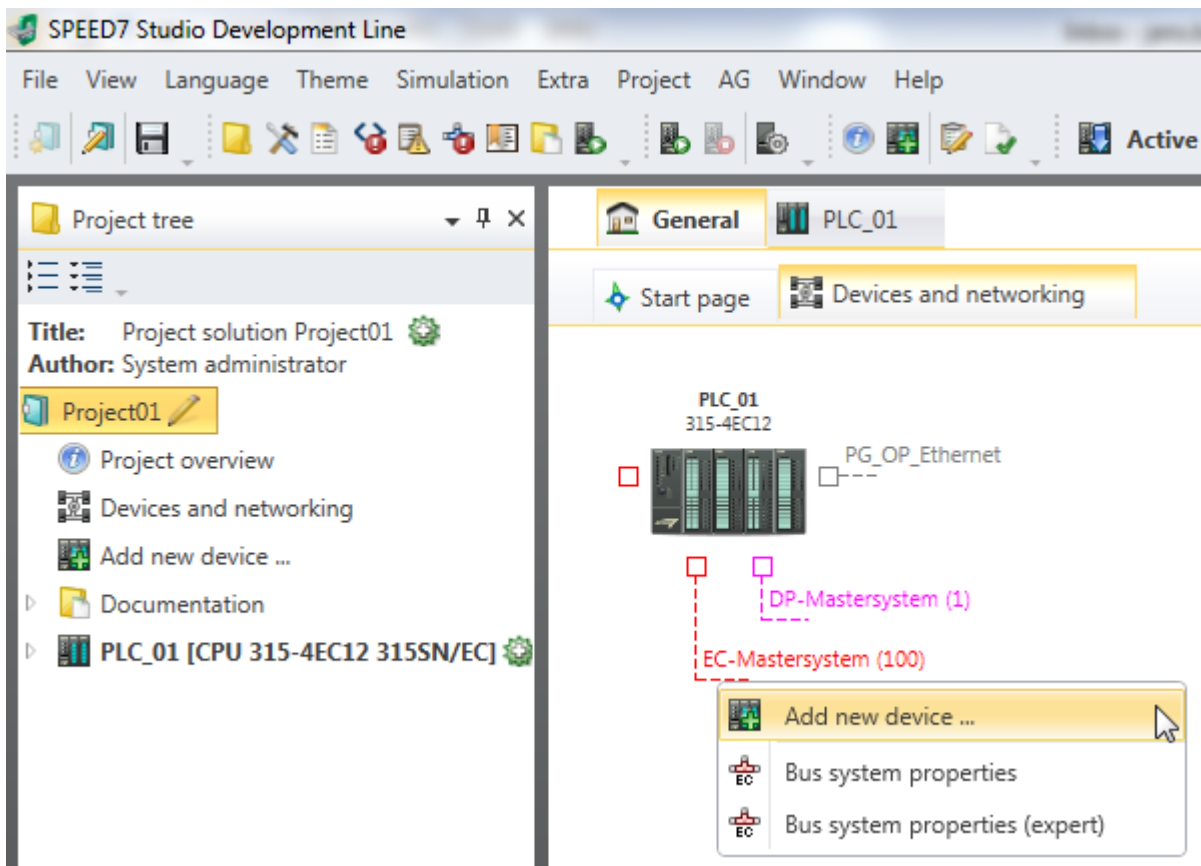 SPEED7 Studio Development Line
File View Language Theme Simulation Extra Project AG Window Help
Active
Project tree
General PLC_01
Start page Devices and networking
Title: Project solution Project01
Author: System administrator
Project01
Project overview
Devices and networking
Add new device ...
Documentation
PLC_01 [CPU 315-4EC12 315SN/EC]
PLC_01
315-4EC12
PG_OP_Ethernet
DP-Mastersystem (1)
EC-Mastersystem (100)
Add new device ...
EC Bus system properties
EC Bus system properties (expert)